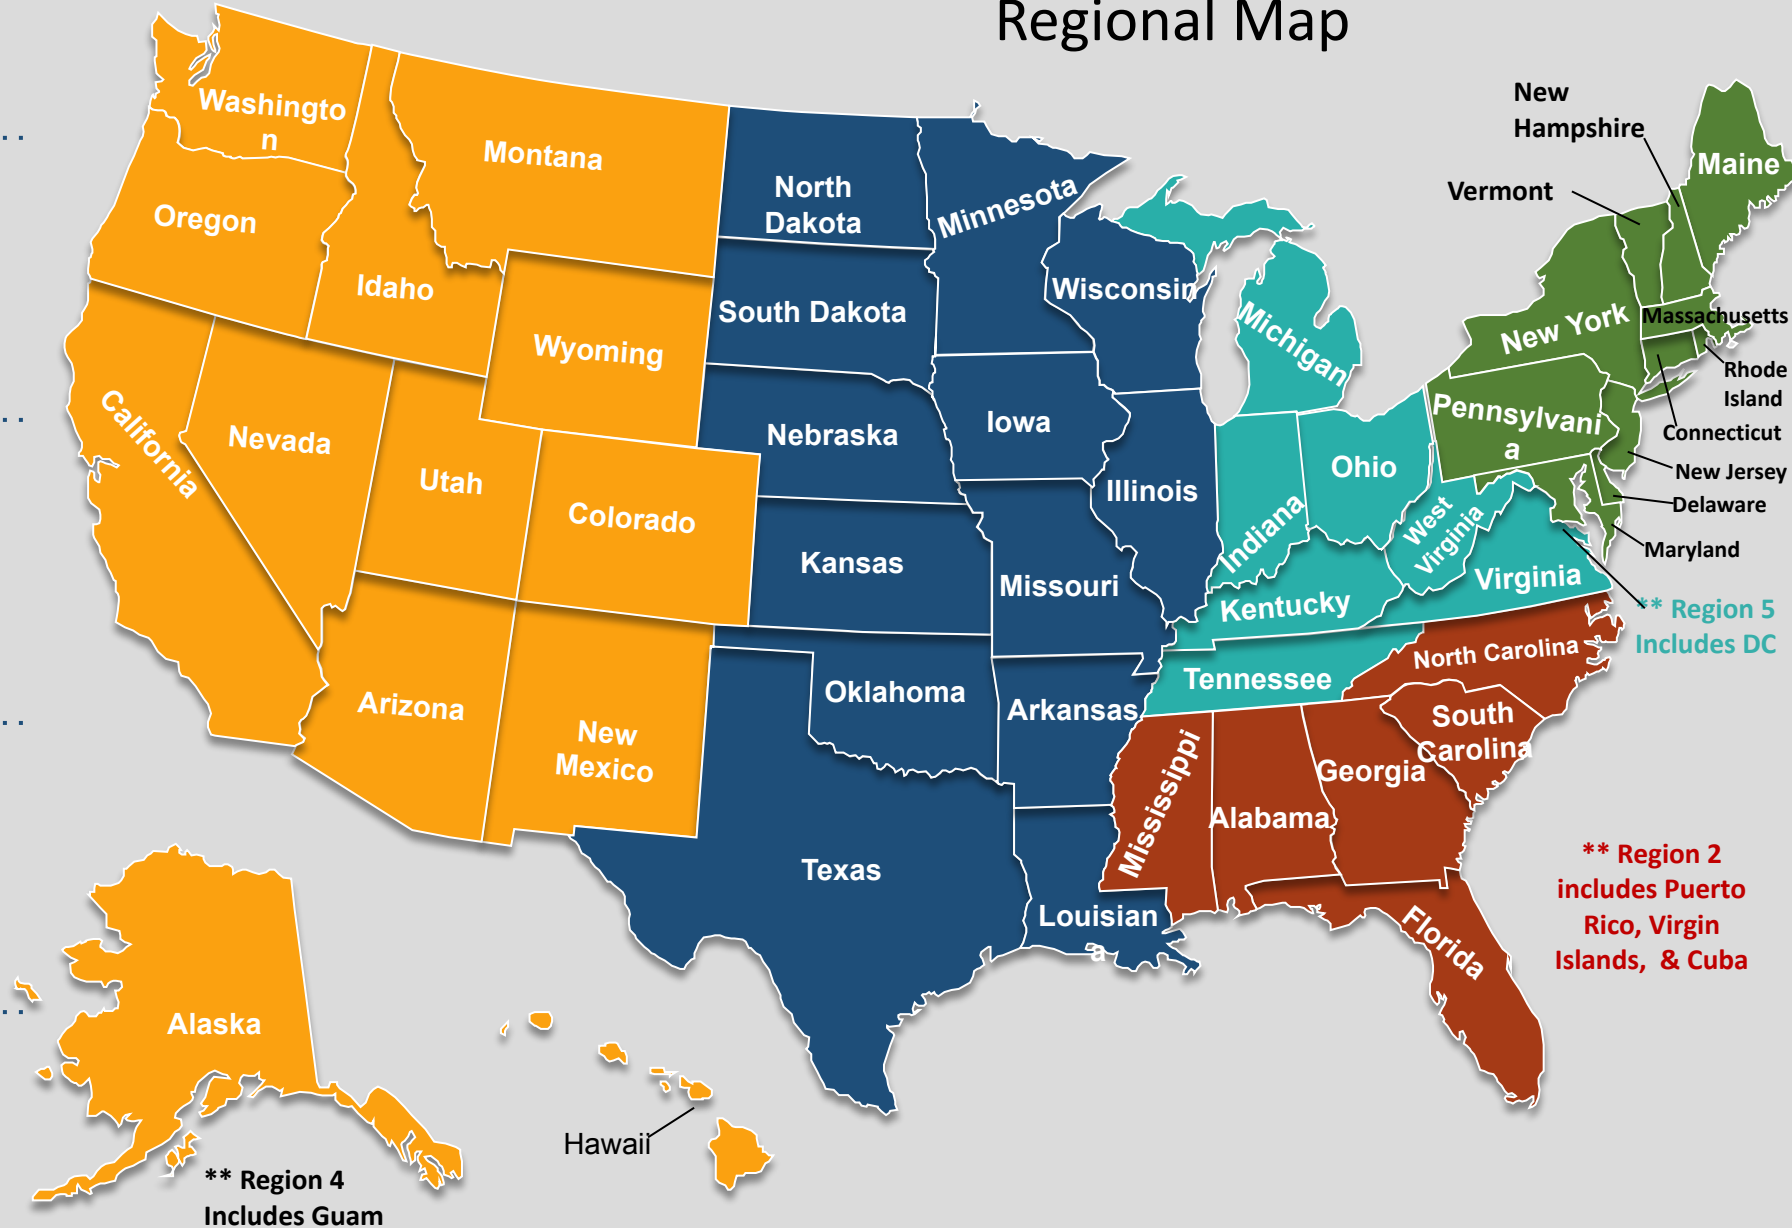 Regional Map
Washingto
n
Oregon
Idaho
Montana
Wyoming
California
Nevada
Utah
Colorado
Arizona
New
Mexico
Alaska
Hawaii
** Region 4
Includes Guam
North
Dakota
South Dakota
Nebraska
Kansas
Oklahoma
Texas
Minnesota
Iowa
Missouri
Arkansas
Louisian
a
Wisconsin
Illinois
Michigan
Indiana
Ohio
Kentucky
Tennessee
West
Virginia
Virginia
** Region 5
Includes DC
North Carolina
South
Carolina
Georgia
Alabama
Mississippi
Florida
** Region 2
includes Puerto
Rico, Virgin
Islands, & Cuba
New
Hampshire
Vermont
Maine
New York
Massachusetts
Rhode
Island
Connecticut
Pennsylvani
a
New Jersey
Delaware
Maryland